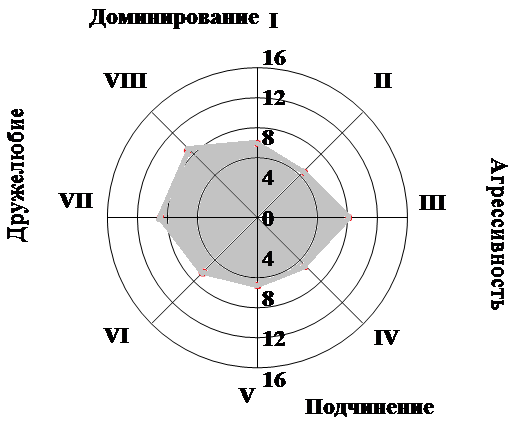 Доминирование I
16
VIII
II
12
8
4
Дружелюбие
VII
0
III
Агрессивность
4
8
VI
IV
12
16
V
Подчинение